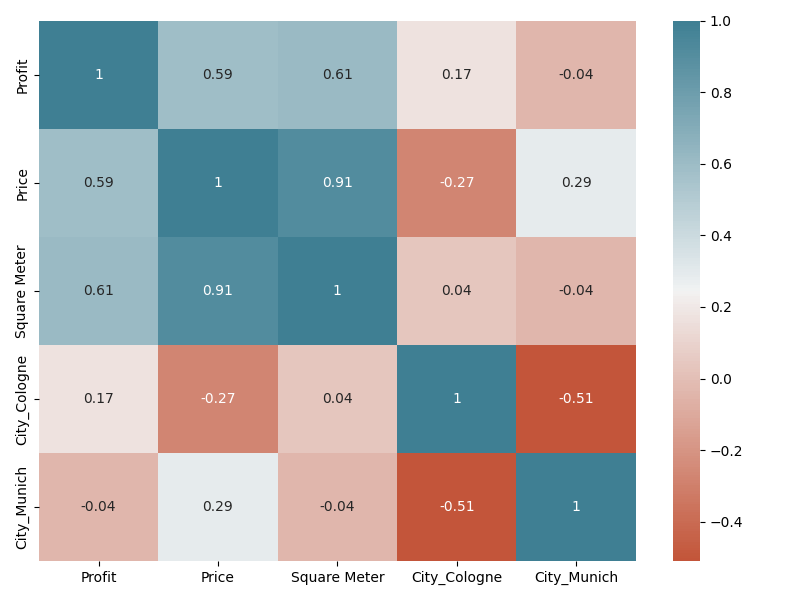 Profit 1 0.59 0.61 0.17 -0.04
Price 0.59 1 0.91 -0.27 0.29
Square Meter 0.61 0.91 1 0.04 -0.04
City_Cologne 0.17 -0.27 0.04 1 -0.51
City_Munich -0.04 0.29 -0.04 -0.51 1
Profit Price Square Meter City_Cologne City_Munich
1.0
0.8
0.6
0.4
0.2
0.0
−0.2
−0.4